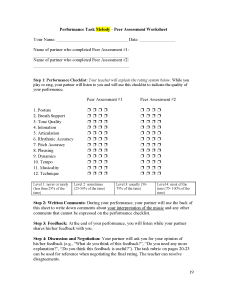 Performance Task Melody - Peer Assessment Worksheet
Your Name: Date
Name of partner who completed Peer Assessment #1:
Name of partner who completed Peer Assessment #2:
Step 1: Performance Checklist: Your teacher will explain the rating system below. While you
play or sing, your partner will listen to you and will use this checklist to indicate the quality
of your performance.
Peer Assessment #1 Peer Assessment #2
1. Posture
2. Breath Support
3. Tone Quality
4. Intonation
5. Articulation
6. Rhythmic Accuracy
7. Pitch Accuracy
8. Phrasing
9. Dynamics
10. Tempo
11. Musicality
12. Technique
Level 1 never or rarely Level 2 sometimes Level 3 usually (50- Level 4 most of the
(less than 25% of the (25-50% of the time) 75% of the time) time (75- 100% of the
time) time)
Step 2: Written Comments: During your performance, your partner will use the back of
this sheet to write down comments about your interpretation of the music and any other
comments that cannot be expressed on the performance checklist.
Step 3: Feedback: At the end of your performance, you will listen while your partner
shares his/her feedback with you.
Step 4: Discussion and Negotiation: Your partner will ask you for your opinion of
his/her feedback (e.g., "What do you think of this feedback?", "Do you need any more
explanation", "Do you think this feedback is useful?"). The task rubric on pages 20-23
can be used for reference when negotiating the final rating. The teacher can resolve
disagreements.
19